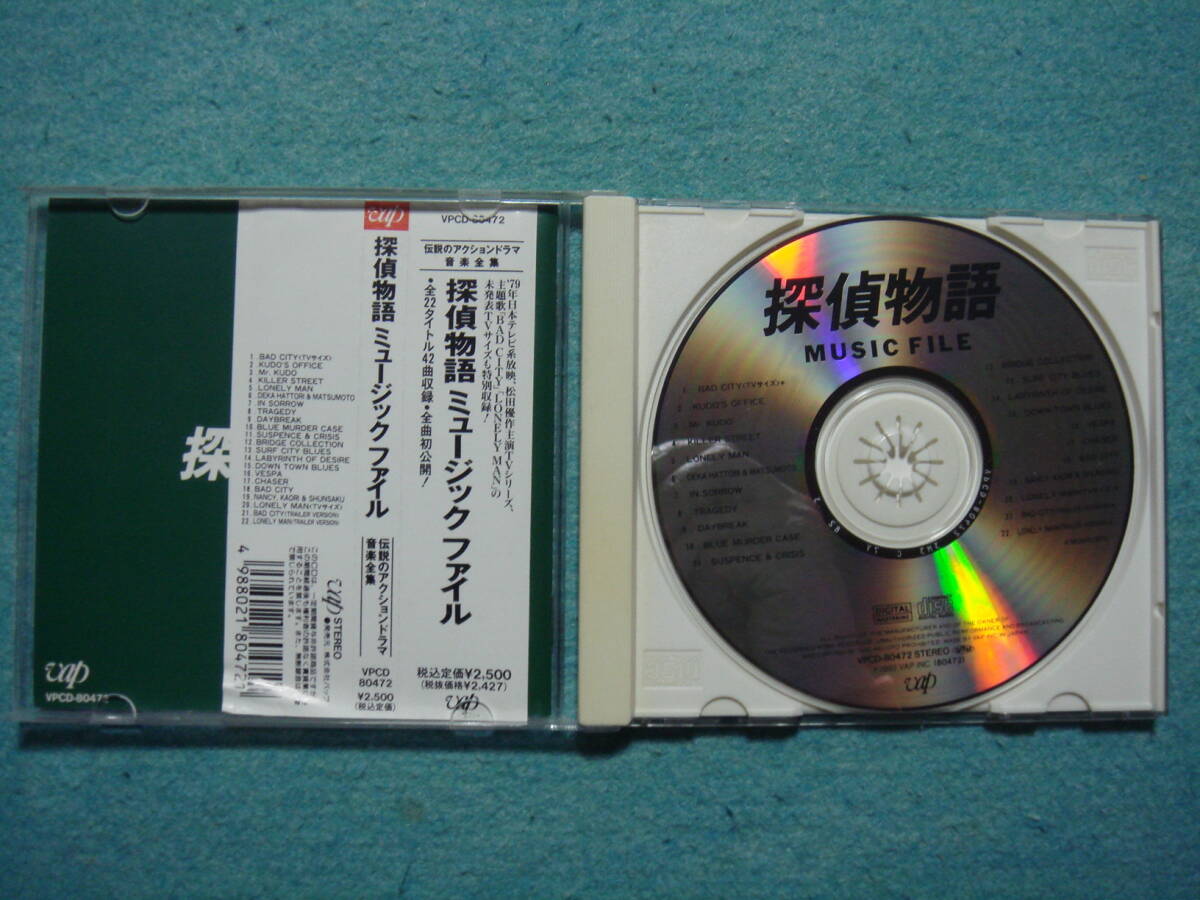 探
vap
VPCD-80472
1. BAD CITY(TVサイズ)
2. KUDO'S OFFICE
3. Mr. KUDO
4. KILLER STREET
5. LONELY MAN
6. DEKA HATTORI & MATSUMOTO
7. IN SORROW
8. TRAGEDY
9. DAYBREAK
10. BLUE MURDER CASE
11. SUSPENCE & CRISIS
12. BRIDGE COLLECTION
13. SURF CITY BLUES
14. LABYRINTH OF DESIRE
15. DOWN TOWN BLUES
16. VESPA
17. CHASER
18. BAD CITY
19. NANCY, KAORI & SHUNSAKU
20. LONELY MAN(TVサイズ)
21. BAD CITY(TRAILER VERSION)
22. LONELY MAN(TRAILER VERSION)
4 988021 804721
vap STEREO
vap
探偵物語 ミュージックファイル
伝説のアクションドラマ
音楽全集
VPCD
80472
¥2,500
(税込定価)
VPCD-80472
伝説のアクションドラマ
音楽全集
'79年日本テレビ系放映、松田優作主演TVシリーズ、
主題歌「BAD CITY」「LONELY MAN」の
未発表TVサイズも特別収録!
探偵物語 ミュージックファイル
●全22タイトル42曲収録●全曲初公開!
税込定価¥2,500
(税抜価格¥2,427)
vap
探偵物語
MUSIC FILE
1 BAD CITY(TVサイズ)*
2 KUDO'S OFFICE
3 Mr. KUDO
4 KILLER STREET
5 LONELY MAN
6 DEKA HATTORI & MATSUMOTO
7 IN SORROW
8 TRAGEDY
9 DAYBREAK
10 BLUE MURDER CASE
11 SUSPENCE & CRISIS
12 BRIDGE COLLECTION
13 SURF CITY BLUES
14 LABYRINTH OF DESIRE
15 DOWN TOWN BLUES
16 VESPA
17 CHASER
18 BAD CITY
DIGITAL
disc
VPCD-80472 STEREO
vap